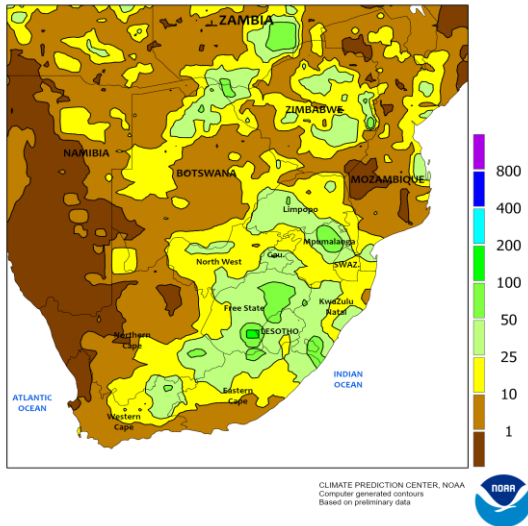 ZAMBIA
ZIMBABWE
NAMIBIA
BOTSWANA
MOZAMBIQUE
Limpopo
Mpumalanga
Gau.
North West
SWAZ.
Free State
KwaZulu
Natal
LESOTHO
Northern
Cape
Eastern
Cape
Western
Cape
ATLANTIC
OCEAN
INDIAN
OCEAN
800
400
200
100
50
25
10
1
CLIMATE PREDICTION CENTER, NOAA
Computer generated contours
Based on preliminary data
NOAA